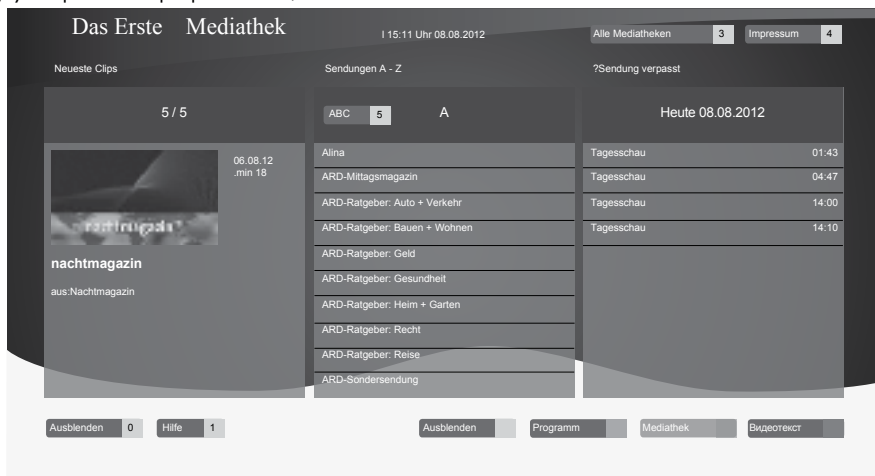 Das Erste Mediathek
I 15:11 Uhr 08.08.2012
Alle Mediatheken 3 Impressum 4
Neueste Clips
Sendungen A - Z
?Sendung verpasst
5 / 5
ABC 5 A
Heute 08.08.2012
06.08.12
.min 18
nachtmagazin
nachtmagazin
aus:Nachtmagazin
Alina
ARD-Mittagsmagazin
ARD-Ratgeber: Auto + Verkehr
ARD-Ratgeber: Bauen + Wohnen
ARD-Ratgeber: Geld
ARD-Ratgeber: Gesundheit
ARD-Ratgeber: Heim + Garten
ARD-Ratgeber: Recht
ARD-Ratgeber: Reise
ARD-Sondersendung
Tagesschau 01:43
Tagesschau 04:47
Tagesschau 14:00
Tagesschau 14:10
Ausblenden 0 Hilfe 1
Ausblenden Programm Mediathek Видеотекст